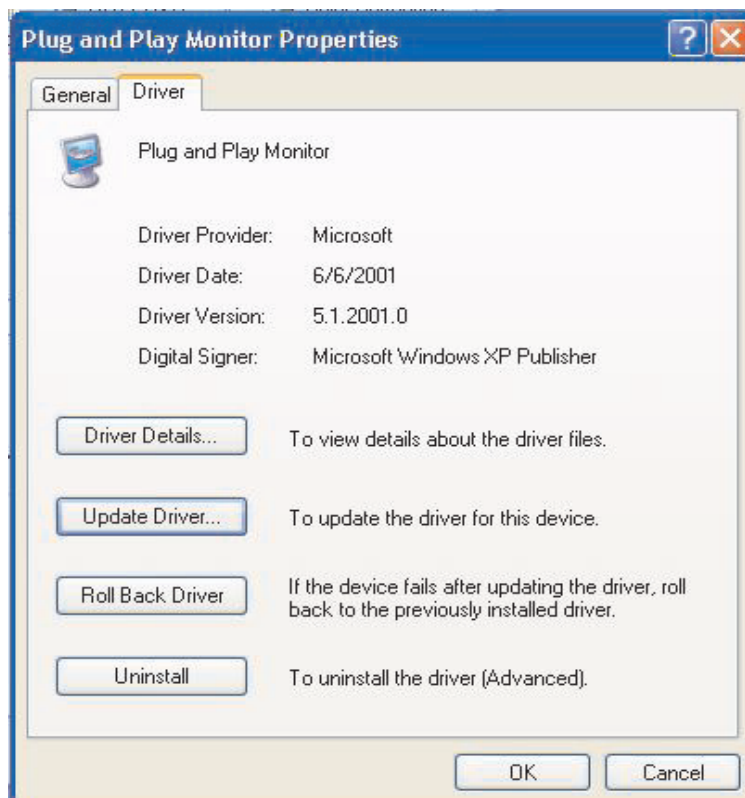 Plug and Play Monitor Properties
General
Driver
Plug and Play Monitor
Driver Provider: Microsoft
Driver Date: 6/6/2001
Driver Version: 5.1.2001.0
Digital Signer: Microsoft Windows XP Publisher
Driver Details... To view details about the driver files.
Update Driver... To update the driver for this device.
Roll Back Driver If the device fails after updating the driver, roll
back to the previously installed driver.
Uninstall To uninstall the driver (Advanced).
OK Cancel